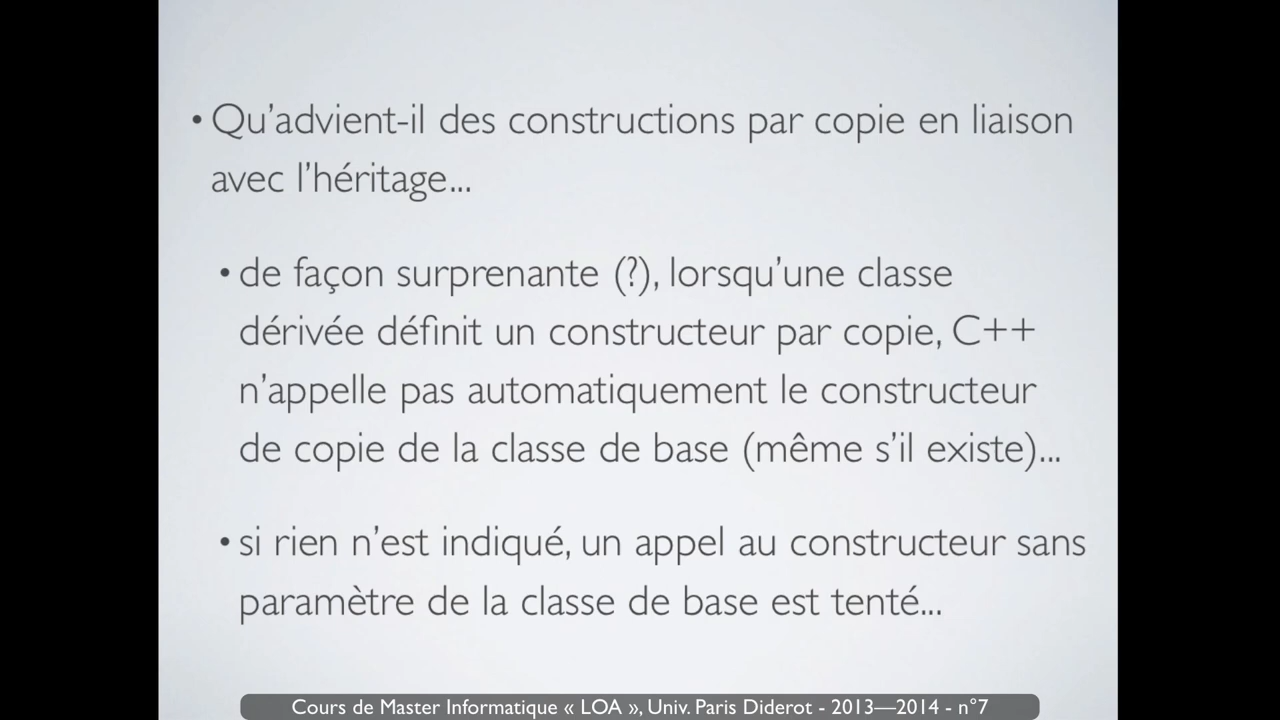 • Qu’advient-il des constructions par copie en liaison
avec l’héritage...
• de façon surprenante (?), lorsqu’une classe
dérivée définit un constructeur par copie, C++
n’appelle pas automatiquement le constructeur
de copie de la classe de base (même s’il existe)...
• si rien n’est indiqué, un appel au constructeur sans
paramètre de la classe de base est tenté...
Cours de Master Informatique « LOA », Univ. Paris Diderot - 2013—2014 - n°7